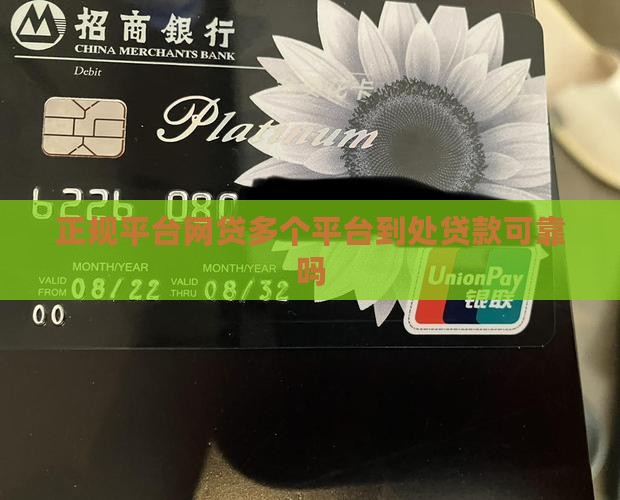 招商銀行
CHINA MERCHANTS BANK
Debit
Platinum
6226 080
正规平台网贷多个平台到处贷款可靠
吗
MONTH/YEAR MONTH/YEAR
VALID FROM 08/22 VALID THRU 08/32
00
UnionPay
银联